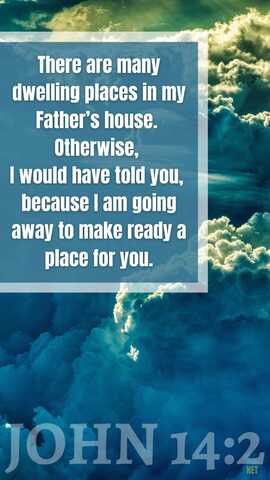 There are many
dwelling places in my
Father's house.
Otherwise,
I would have told you,
because I am going
away to make ready a
place for you.
JOHN 14:2
NET